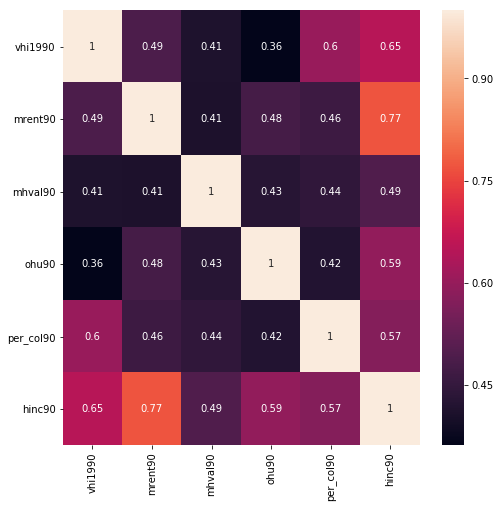 vhi1990 1 0.49 0.41 0.36 0.6 0.65
mrent90 0.49 1 0.41 0.48 0.46 0.77
mhval90 0.41 0.41 1 0.43 0.44 0.49
ohu90 0.36 0.48 0.43 1 0.42 0.59
per_col90 0.6 0.46 0.44 0.42 1 0.57
hinc90 0.65 0.77 0.49 0.59 0.57 1
vhi1990 mrent90 mhval90 ohu90 per_col90 hinc90
0.90
0.75
0.60
0.45